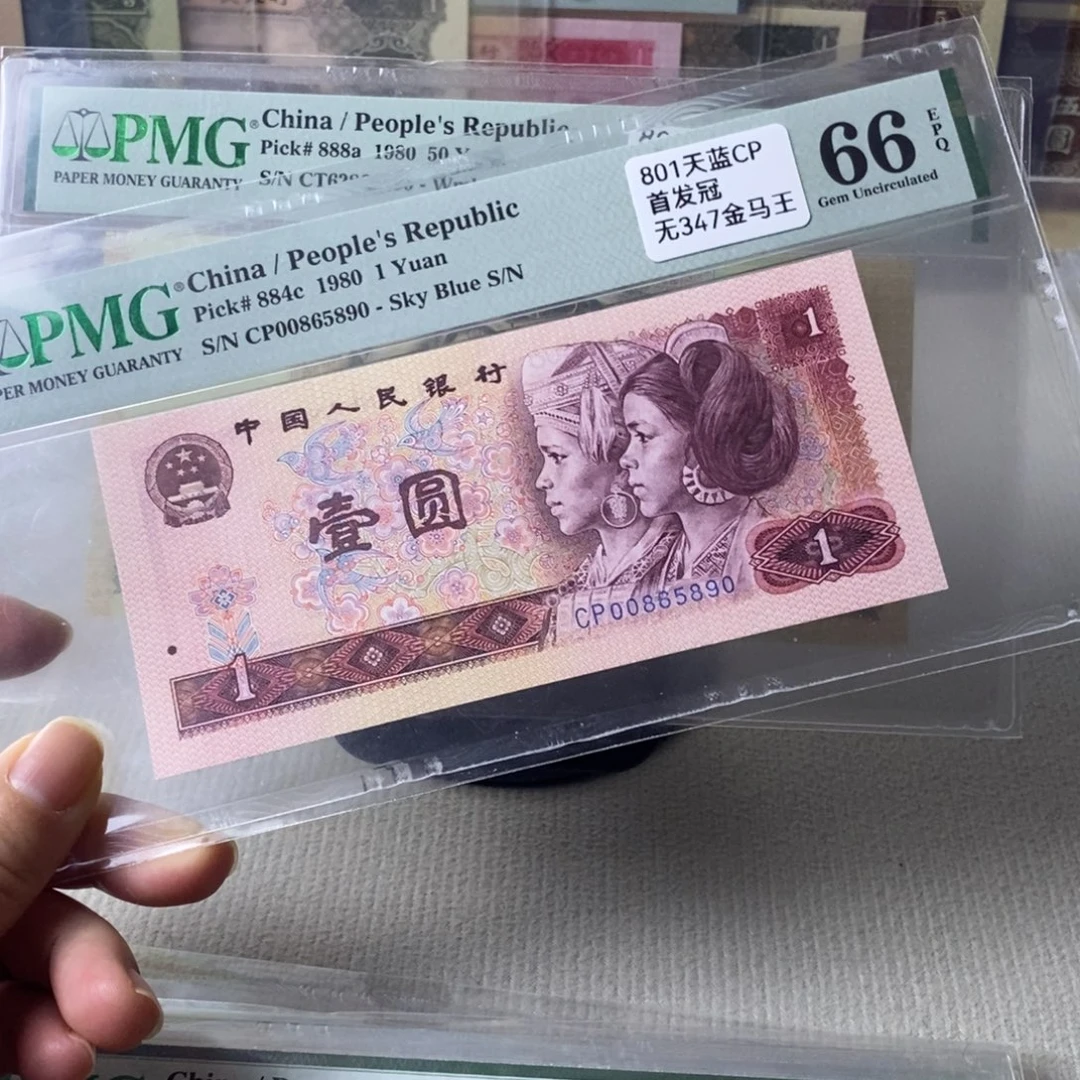 PMG®
PAPER MONEY GUARANTY
China / People's Republic
Pick# 888a 1980 50
S/N
PMG®
PER MONEY GUARANTY
China / People's Republic
Pick# 884c 1980 1 Yuan
S/N CP00865890 - Sky Blue S/N
801天蓝CP
首发冠
无347金马王
66
EPQ
Gem Uncirculated
中国人民银行
1
壹圆
1
CP00865890
1